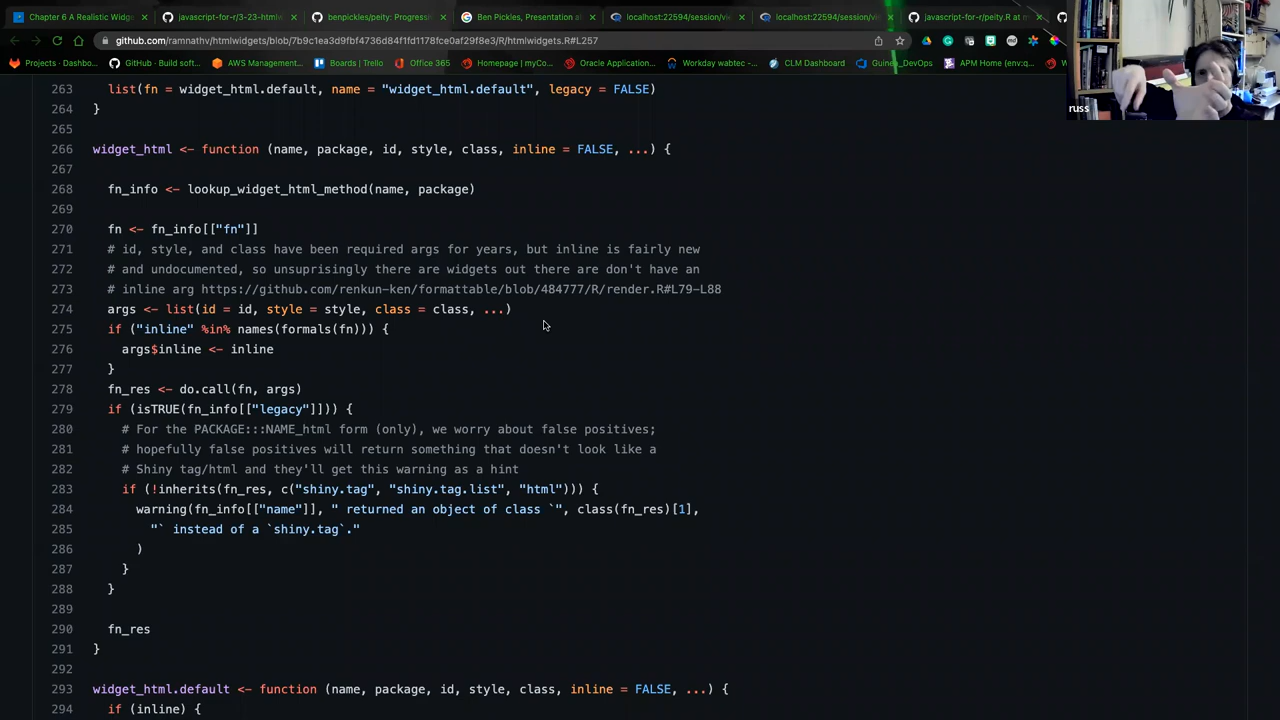 Chapter 6 A Realistic Widge
javascript-for-r/3-23-htmlw
benpickles/peity: Progressi
Ben Pickles, Presentation a
localhost:22594/session/vie
localhost:22594/session/vie
javascript-for-r/peity.R at m
github.com/ramnathv/htmlwidgets/blob/7b9c1ea3d9fbf4736d84f1fd1178fce0af29f8e3/R/htmlwidgets.R#L257
Projects · Dashbo...
GitHub · Build soft...
AWS Management...
Boards | Trello
Office 365
Homepage | myCo...
Oracle Application...
Workday wabtec -...
CLM Dashboard
Guinea_DevOps
APM Home (env:q...
russ
263 list(fn = widget_html.default, name = "widget_html.default", legacy = FALSE)
264 }
265
266 widget_html <- function (name, package, id, style, class, inline = FALSE, ...) {
267
268 fn_info <- lookup_widget_html_method(name, package)
269
270 fn <- fn_info[["fn"]]
271 # id, style, and class have been required args for years, but inline is fairly new
272 # and undocumented, so unsuprisingly there are widgets out there are don't have an
273 # inline arg https://github.com/renkun-ken/formattable/blob/484777/R/render.R#L79-L88
274 args <- list(id = id, style = style, class = class, ...)
275 if ("inline" %in% names(formals(fn))) {
276 args$inline <- inline
277 }
278 fn_res <- do.call(fn, args)
279 if (isTRUE(fn_info[["legacy"]])) {
280 # For the PACKAGE:::NAME_html form (only), we worry about false positives;
281 # hopefully false positives will return something that doesn't look like a
282 # Shiny tag/html and they'll get this warning as a hint
283 if (!inherits(fn_res, c("shiny.tag", "shiny.tag.list", "html"))) {
284 warning(fn_info[["name"]], " returned an object of class `", class(fn_res)[1],
285 "` instead of a `shiny.tag`."
286 )
287 }
288 }
289
290 fn_res
291 }
292
293 widget_html.default <- function (name, package, id, style, class, inline = FALSE, ...) {
294 if (inline) {